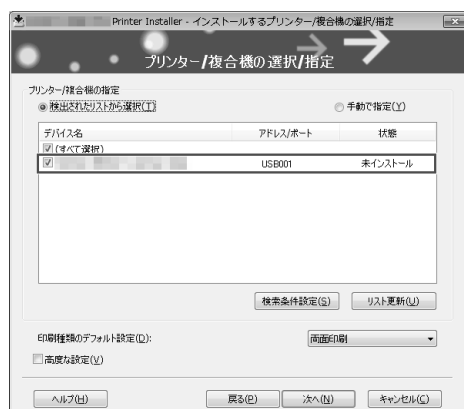 Printer Installer - インストールするプリンター/複合機の選択/指定
プリンター/複合機の選択/指定
プリンター/複合機の指定
検出されたリストから選択(T) 手動で指定(Y)
デバイス名 アドレス/ポート 状態
(すべて選択)
USB001 未インストール
検索条件設定(S) リスト更新(U)
印刷種類のデフォルト設定(D): 両面印刷
高度な設定(V)
ヘルプ(H) 戻る(P) 次へ(N) キャンセル(C)